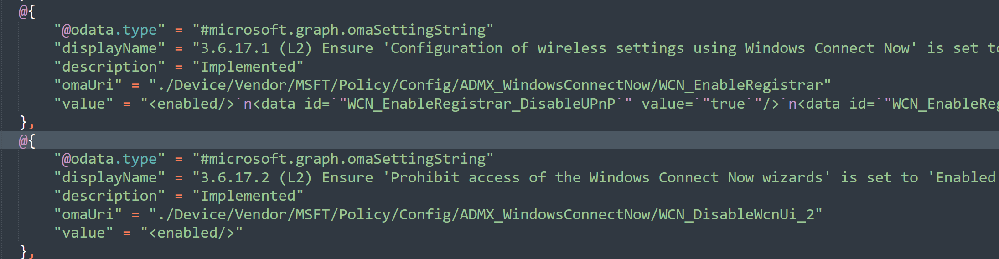 @{
"@odata.type" = "#microsoft.graph.omaSettingString"
"displayName" = "3.6.17.1 (L2) Ensure 'Configuration of wireless settings using Windows Connect Now' is set to
"description" = "Implemented"
"omaUri" = "./Device/Vendor/MSFT/Policy/Config/ADMX_WindowsConnectNow/WCN_EnableRegistrar"
"value" = "<enabled/>`n<data id=`"WCN_EnableRegistrar_DisableUPnP`" value=`"true`"/>`n<data id=`"WCN_EnableReg
},
@{
"@odata.type" = "#microsoft.graph.omaSettingString"
"displayName" = "3.6.17.2 (L2) Ensure 'Prohibit access of the Windows Connect Now wizards' is set to 'Enabled
"description" = "Implemented"
"omaUri" = "./Device/Vendor/MSFT/Policy/Config/ADMX_WindowsConnectNow/WCN_DisableWcnUi_2"
"value" = "<enabled/>"
},